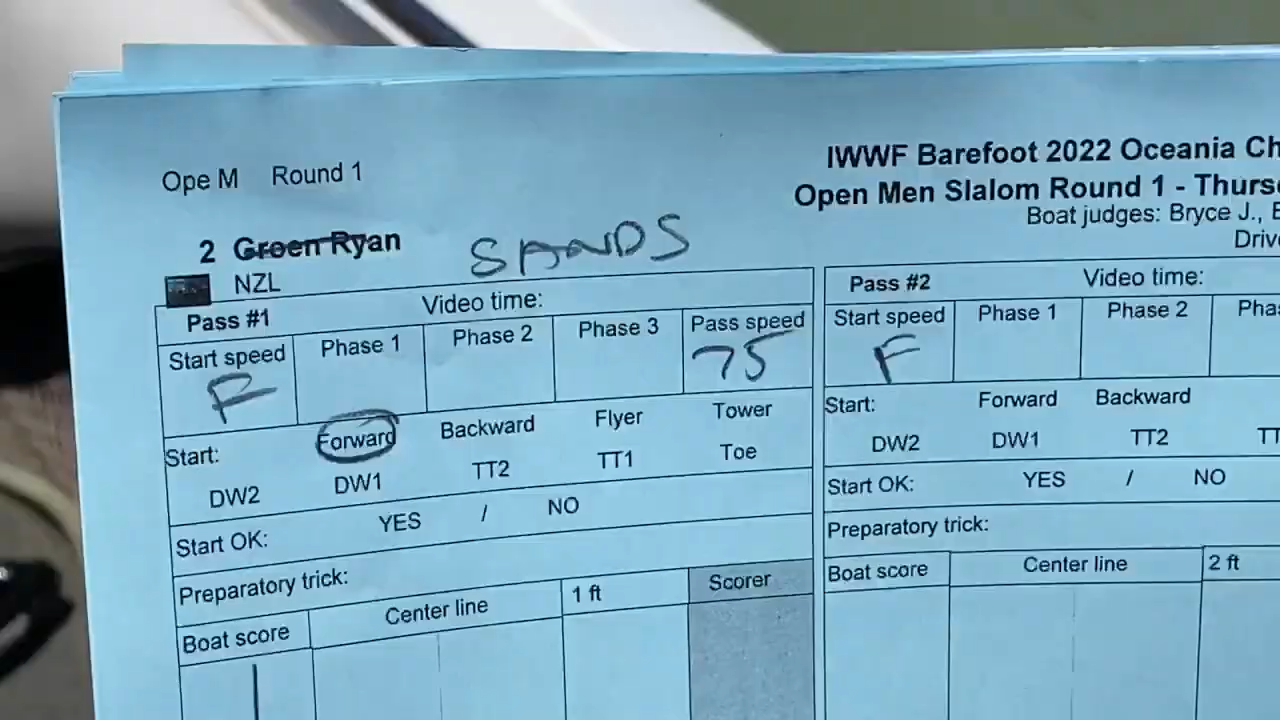 Ope M Round 1
IWWF Barefoot 2022 Oceania Ch
Open Men Slalom Round 1 - Thurs
Boat judges: Bryce J.,
Driv
2 Groen Ryan SANDS
NZL
Pass #1 Video time:
Start speed Phase 1 Phase 2 Phase 3 Pass speed
F 75
Start: Forward Backward Flyer Tower
DW2 DW1 TT2 TT1 Toe
Start OK: YES / NO
Preparatory trick:
Boat score Center line 1 ft Scorer
Pass #2 Video time:
Start speed Phase 1 Phase 2 Pha
F
Start: Forward Backward
DW2 DW1 TT2 TT
Start OK: YES / NO
Preparatory trick:
Boat score Center line 2 ft